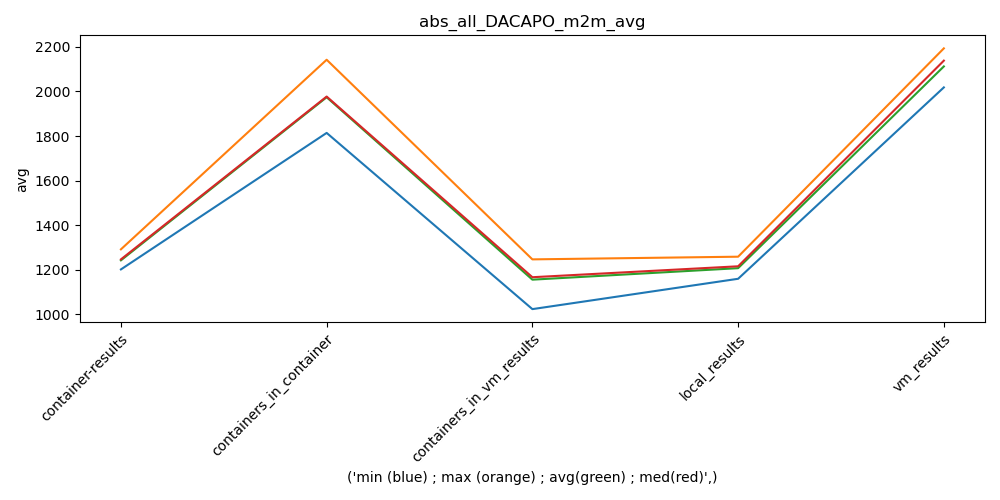 abs_all_DACAPO_m2m_avg
2200
2000
1800
1600
1400
1200
1000
avg
container-results
containers_in_container
containers_in_vm_results
local_results
vm_results
('min (blue) ; max (orange) ; avg(green) ; med(red)',)